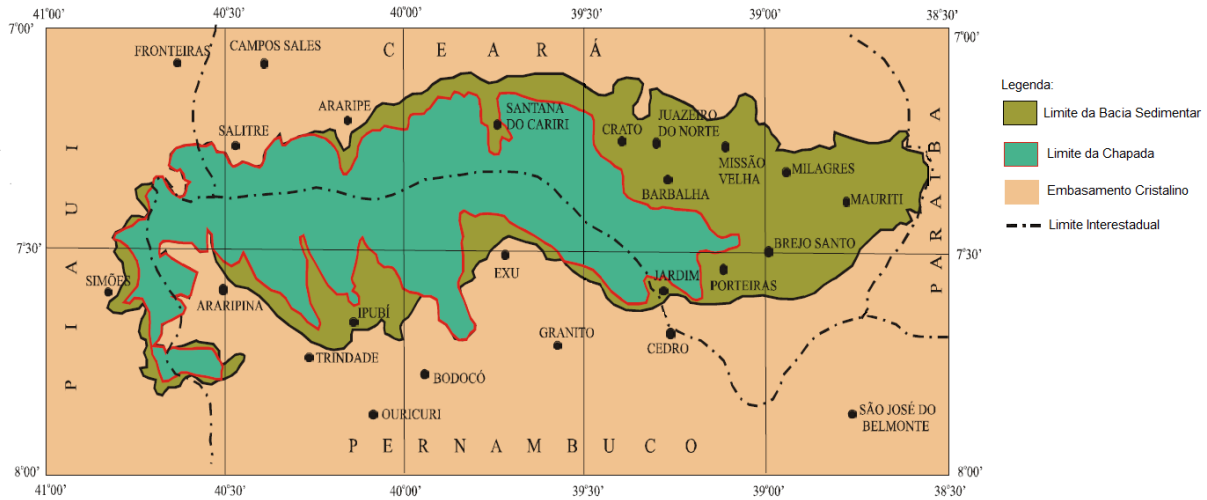 41°00'
40°30'
40°00'
39°30'
39°00'
38°30'
7°00'
7°00'
FRONTEIRAS
CAMPOS SALES
C E A R Á
Legenda:
Limite da Bacia Sedimentar
Limite da Chapada
Embasamento Cristalino
Limite Interestadual
ARARIPE
SALITRE
SANTANA
DO CARIRI
CRATO
JUAZEIRO
DO NORTE
MISSÃO
VELHA
BARBALHA
MILAGRES
MAURITI
BREJO SANTO
PIAUI
PARAIBA
7°30'
7°30'
SIMÕES
ARARIPINA
IPUBÍ
TRINDADE
EXU
JARDIM
PORTEIRAS
GRANITO
CEDRO
BODOCÓ
OURICURI
SÃO JOSÉ DO
BELMONTE
P E R N A M B U C O
8°00'
8°00'
41°00'
40°30'
40°00'
39°30'
39°00'
38°30'